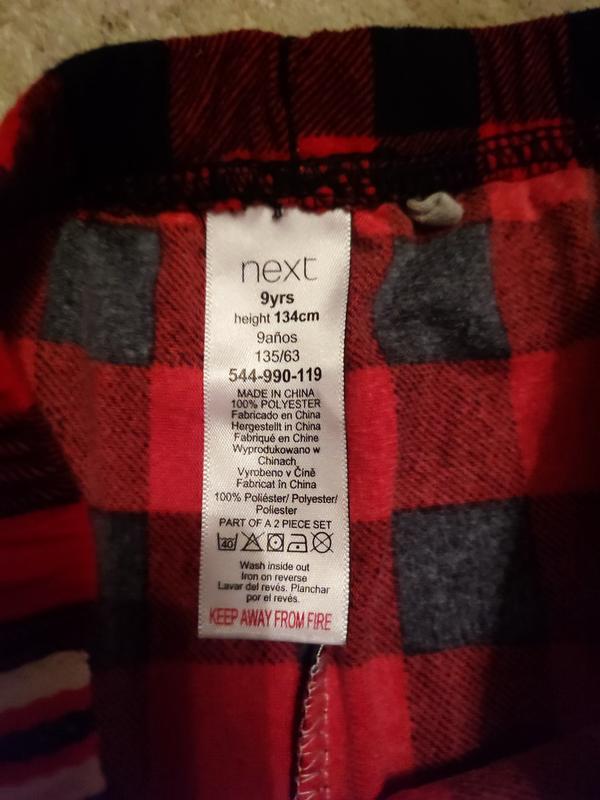 next
9yrs
height 134cm
9años
135/63
544-990-119
MADE IN CHINA
100% POLYESTER
Fabricado en China
Hergestellt in China
Fabriqué en Chine
Wyprodukowano w
Chinach
Vyrobeno v Číně
Fabricat în China
100% Poliéster/ Polyester/
Poliester
PART OF A 2 PIECE SET
40
Wash inside out
Iron on reverse
Lavar del revés. Planchar
por el revés.
KEEP AWAY FROM FIRE